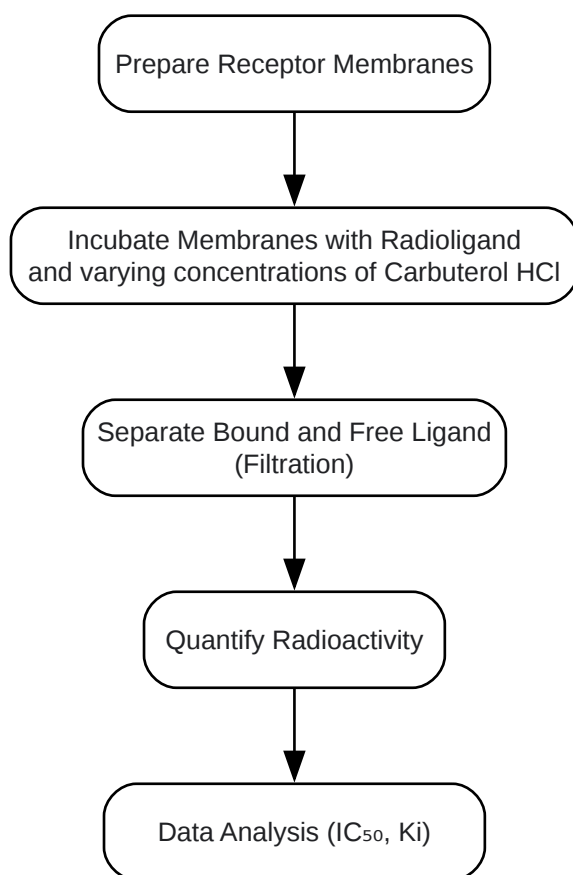 Prepare Receptor Membranes
Incubate Membranes with Radioligand
and varying concentrations of Carbuterol HCl
Separate Bound and Free Ligand
(Filtration)
Quantify Radioactivity
Data Analysis (IC₅₀, Ki)